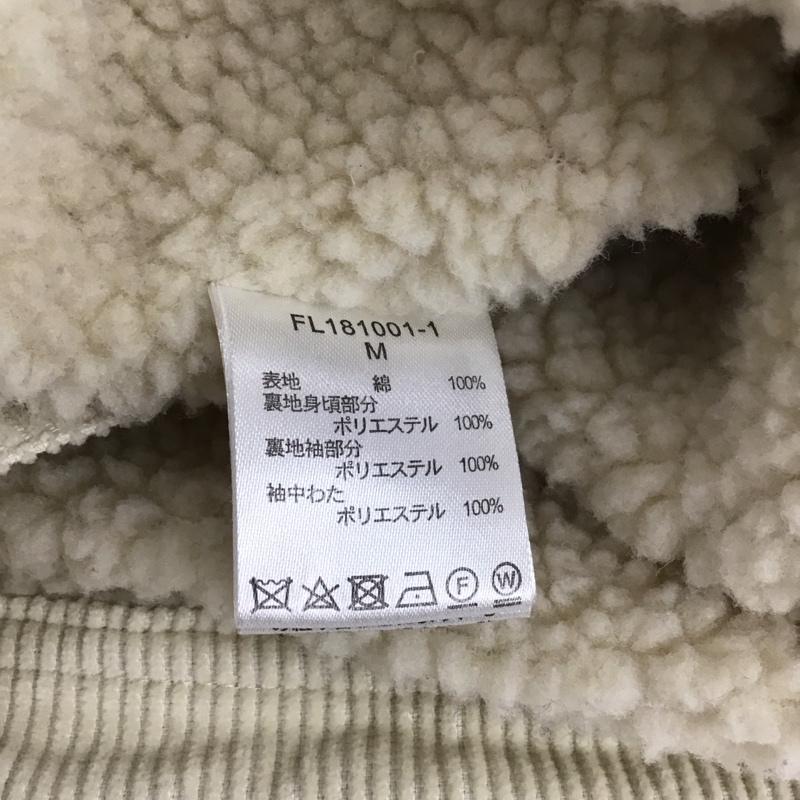 FL181001-1
M
表地 綿 100%
裏地身頃部分
ポリエステル 100%
裏地袖部分
ポリエステル 100%
袖中わた
ポリエステル 100%
F W